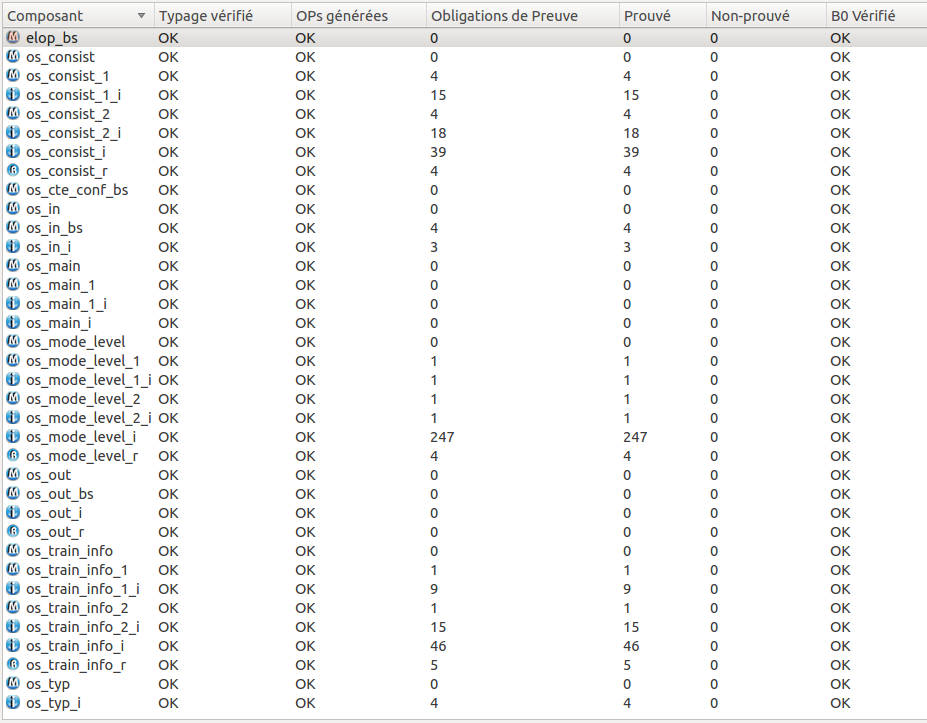 Composant Typage vérifié OPs générées Obligations de Preuve Prouvé Non-prouvé B0 Vérifié
elop_bs OK OK 0 0 0 OK
os_consist OK OK 0 0 0 OK
os_consist_1 OK OK 4 4 0 OK
os_consist_1_i OK OK 15 15 0 OK
os_consist_2 OK OK 4 4 0 OK
os_consist_2_i OK OK 18 18 0 OK
os_consist_i OK OK 39 39 0 OK
os_consist_r OK OK 4 4 0 OK
os_cte_conf_bs OK OK 0 0 0 OK
os_in OK OK 0 0 0 OK
os_in_bs OK OK 4 4 0 OK
os_in_i OK OK 3 3 0 OK
os_main OK OK 0 0 0 OK
os_main_1 OK OK 0 0 0 OK
os_main_1_i OK OK 0 0 0 OK
os_main_i OK OK 0 0 0 OK
os_mode_level OK OK 0 0 0 OK
os_mode_level_1 OK OK 1 1 0 OK
os_mode_level_1_i OK OK 1 1 0 OK
os_mode_level_2 OK OK 1 1 0 OK
os_mode_level_2_i OK OK 1 1 0 OK
os_mode_level_i OK OK 247 247 0 OK
os_mode_level_r OK OK 4 4 0 OK
os_out OK OK 0 0 0 OK
os_out_bs OK OK 0 0 0 OK
os_out_i OK OK 0 0 0 OK
os_out_r OK OK 0 0 0 OK
os_train_info OK OK 0 0 0 OK
os_train_info_1 OK OK 1 1 0 OK
os_train_info_1_i OK OK 9 9 0 OK
os_train_info_2 OK OK 1 1 0 OK
os_train_info_2_i OK OK 15 15 0 OK
os_train_info_i OK OK 46 46 0 OK
os_train_info_r OK OK 5 5 0 OK
os_typ OK OK 0 0 0 OK
os_typ_i OK OK 4 4 0 OK